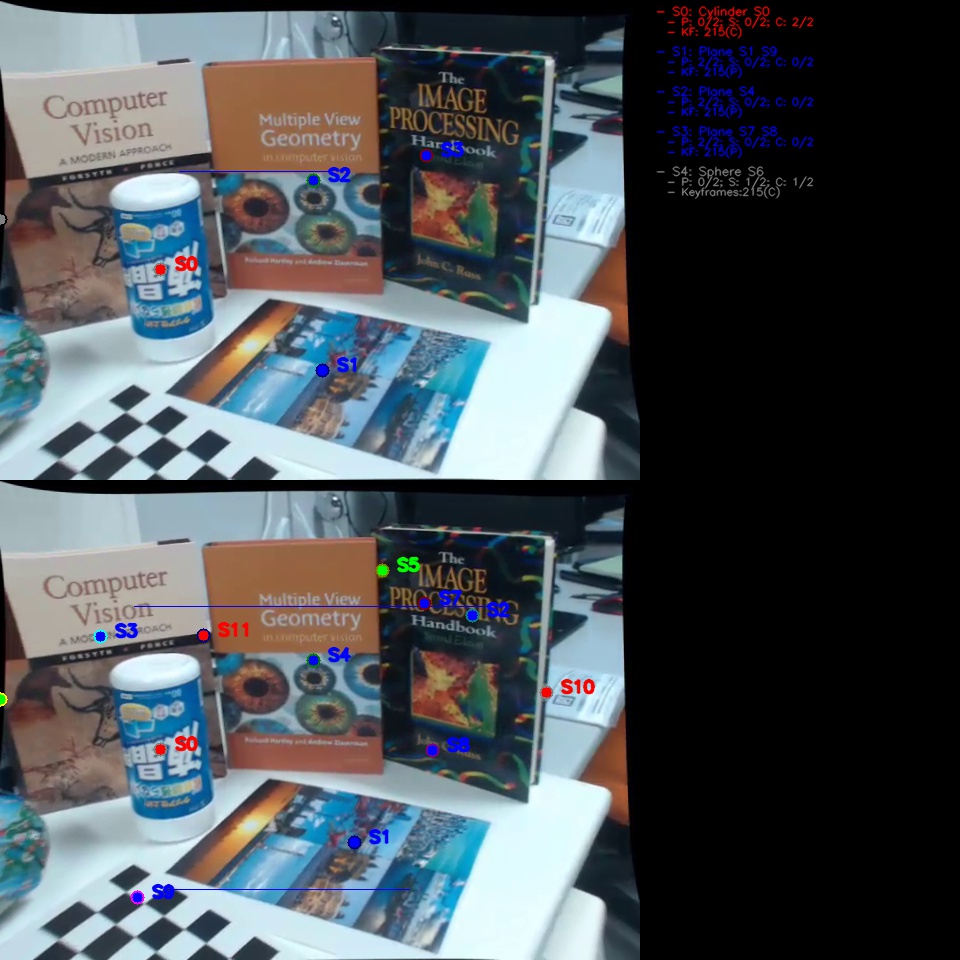 S0: Cylinder S0
P: 0/2; S: 0/2; C: 2/2
KF: 215(C)
S1: Plane S1 S9
P: 2/2; S: 0/2; C: 0/2
KF: 215(P)
S2: Plane S4
P: 2/2; S: 0/2; C: 0/2
KF: 215(P)
S3: Plane S7 S8
P: 2/2; S: 0/2; C: 0/2
KF: 215(P)
S4: Sphere S6
P: 0/2; S: 1/2; C: 1/2
Keyframes:215(C)
Computer
Vision
A MODERN APPROACH
FORSYTH PONCE
Multiple View
Geometry
in computer vision
Richard Hartley and Andrew Zisserman
The
IMAGE
PROCESSING
Handbook
John C. Russ
S3
S2
S0
S1
Computer
Vision
FORSYTH PONCE
Multiple View
Geometry
in computer vision
Richard Hartley and Andrew Zisserman
The
IMAGE
PROCESSING
Handbook
Second Edition
S5
S7
S2
S3
S11
S4
S10
S0
S8
S1
S9